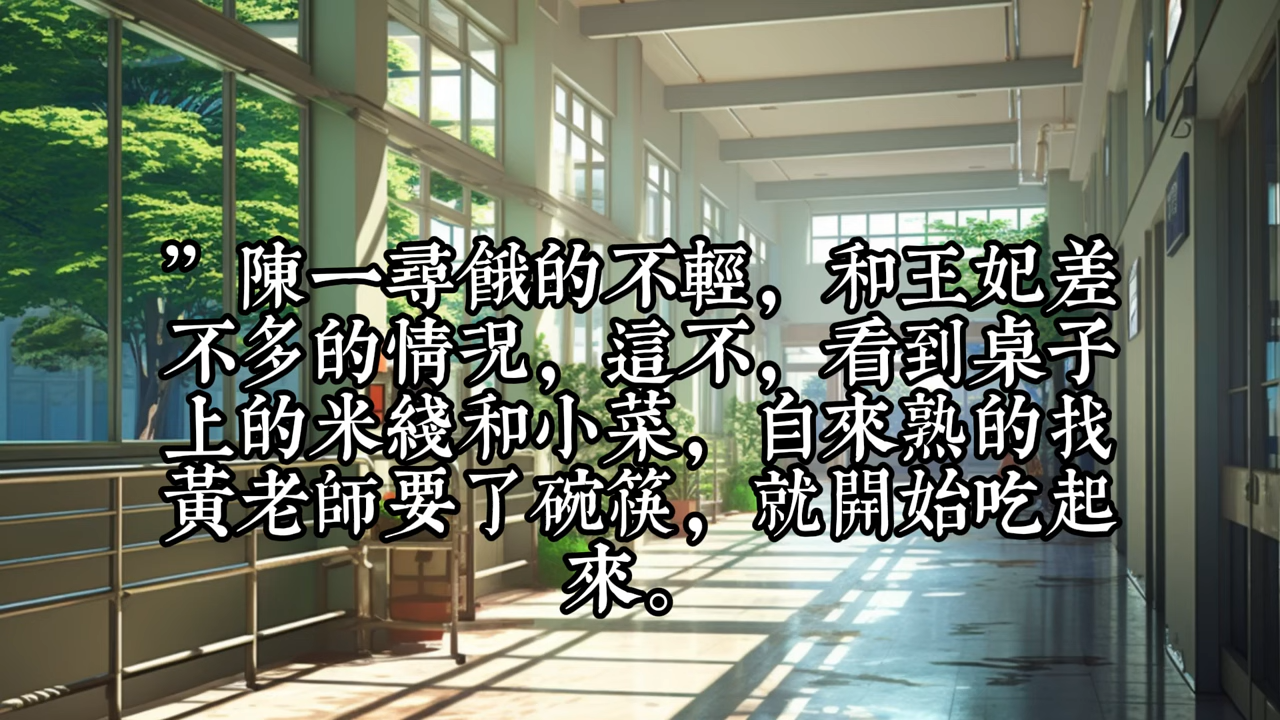 ”陳一尋餓的不輕，和王妃差
不多的情況，這不，看到桌子
上的米綫和小菜，自來熟的找
黃老師要了碗筷，就開始吃起
來。